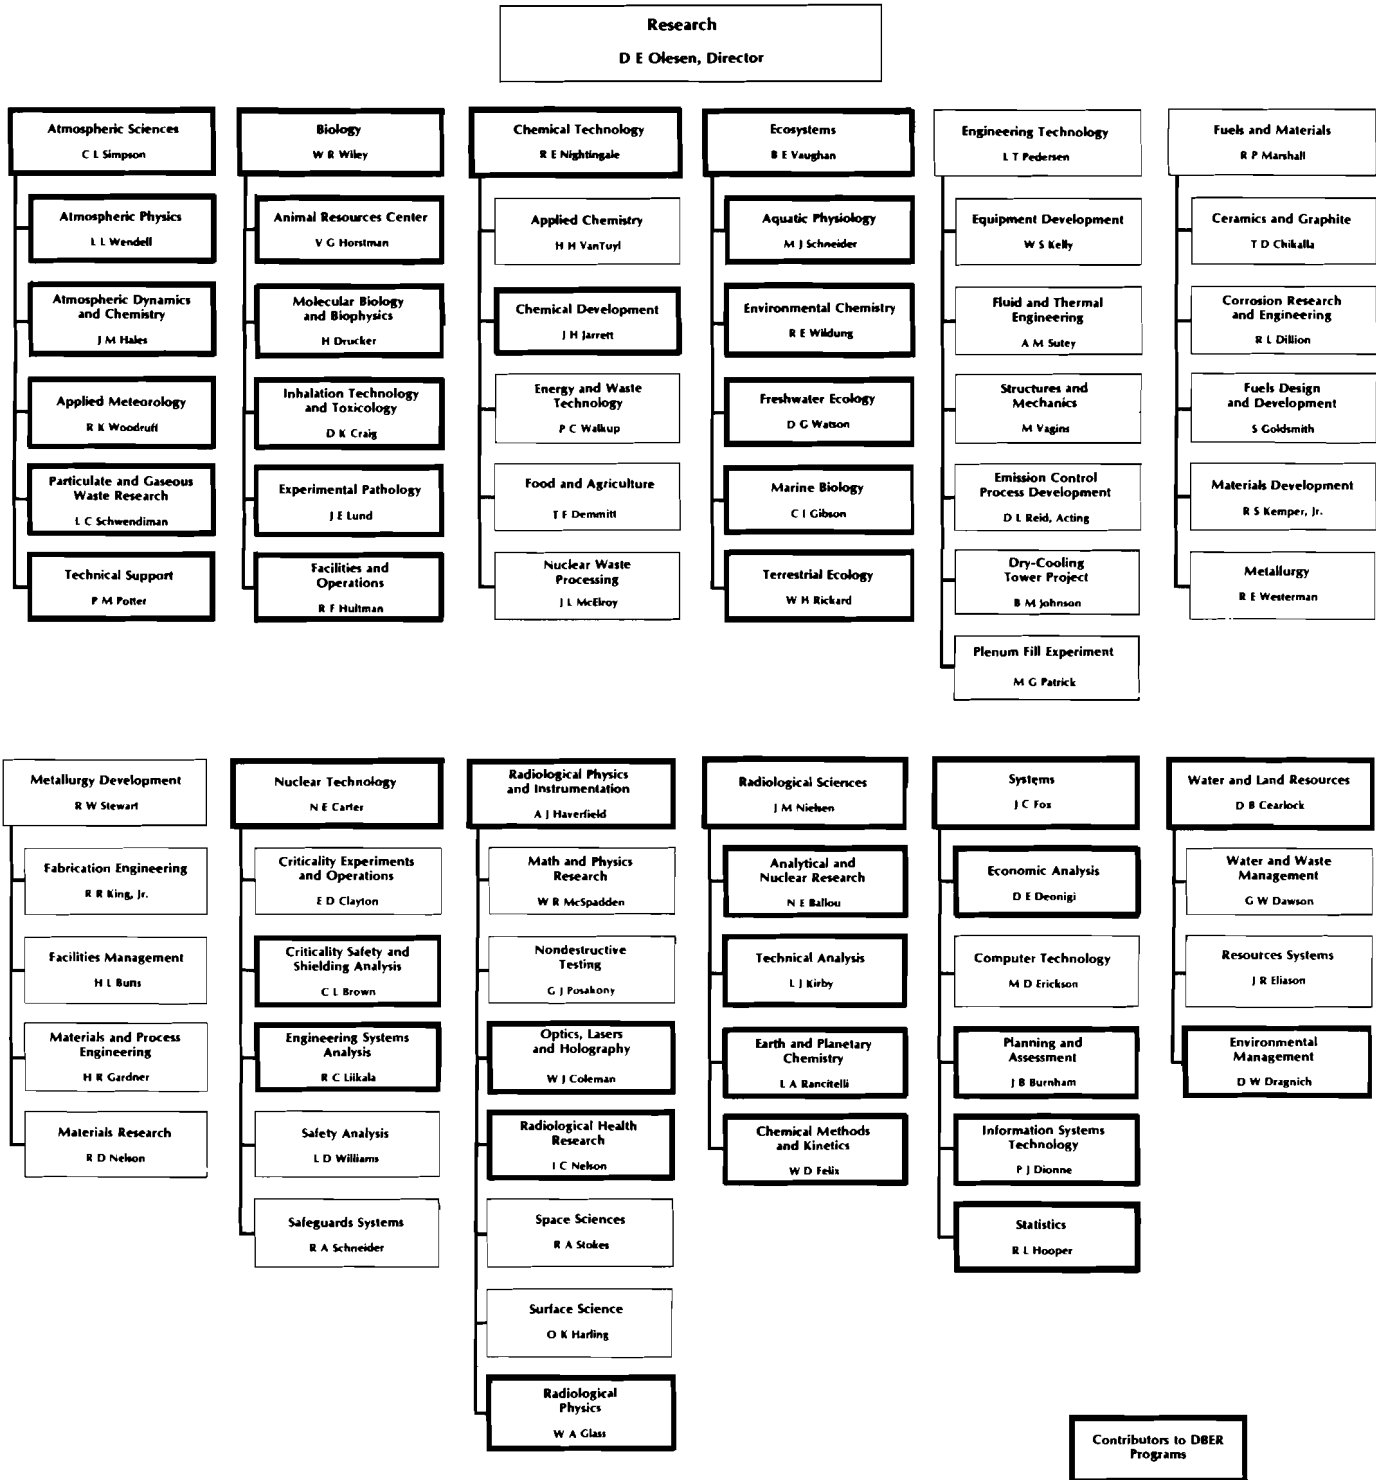 Research
D E Olesen, Director
Atmospheric Sciences
C L Simpson
Atmospheric Physics
L L Wendell
Atmospheric Dynamics
and Chemistry
J M Hales
Applied Meteorology
R K Woodruff
Particulate and Gaseous
Waste Research
L C Schwendiman
Technical Support
P M Potter
Biology
W R Wiley
Animal Resources Center
V G Horstman
Molecular Biology
and Biophysics
H Drucker
Inhalation Technology
and Toxicology
D K Craig
Experimental Pathology
J E Lund
Facilities and
Operations
R F Hultman
Chemical Technology
R E Nightingale
Applied Chemistry
H H VanTuyl
Chemical Development
J H Jarrett
Energy and Waste
Technology
P C Walkup
Food and Agriculture
T F Demmitt
Nuclear Waste
Processing
J L McElroy
Ecosystems
B E Vaughan
Aquatic Physiology
M J Schneider
Environmental Chemistry
R E Wildung
Freshwater Ecology
D G Watson
Marine Biology
C I Gibson
Terrestrial Ecology
W H Rickard
Engineering Technology
L T Pedersen
Equipment Development
W S Kelly
Fluid and Thermal
Engineering
A M Sutey
Structures and
Mechanics
M Vagins
Emission Control
Process Development
D L Reid, Acting
Dry-Cooling
Tower Project
B M Johnson
Plenum Fill Experiment
M G Patrick
Fuels and Materials
R P Marshall
Ceramics and Graphite
T D Chikalla
Corrosion Research
and Engineering
R L Dillion
Fuels Design
and Development
S Goldsmith
Materials Development
R S Kemper, Jr.
Metallurgy
R E Westerman
Metallurgy Development
R W Stewart
Fabrication Engineering
R R King, Jr.
Facilities Management
H L Butts
Materials and Process
Engineering
H R Gardner
Materials Research
R D Nelson
Nuclear Technology
N E Carter
Criticality Experiments
and Operations
E D Clayton
Criticality Safety and
Shielding Analysis
C L Brown
Engineering Systems
Analysis
R C Liikala
Safety Analysis
L D Williams
Safeguards Systems
R A Schneider
Radiological Physics
and Instrumentation
A J Haverfield
Math and Physics
Research
W R McSpadden
Nondestructive
Testing
G J Posakony
Optics, Lasers
and Holography
W J Coleman
Radiological Health
Research
I C Nelson
Space Sciences
R A Stokes
Surface Science
O K Harling
Radiological
Physics
W A Glass
Radiological Sciences
J M Nielsen
Analytical and
Nuclear Research
N E Ballou
Technical Analysis
L J Kirby
Earth and Planetary
Chemistry
L A Rancitelli
Chemical Methods
and Kinetics
W D Felix
Systems
J C Fox
Economic Analysis
D E Deonigi
Computer Technology
M D Erickson
Planning and
Assessment
J B Burnham
Information Systems
Technology
P J Dionne
Statistics
R L Hooper
Water and Land Resources
D B Cearlock
Water and Waste
Management
G W Dawson
Resources Systems
J R Eliason
Environmental
Management
D W Dragnich
Contributors to DBER
Programs